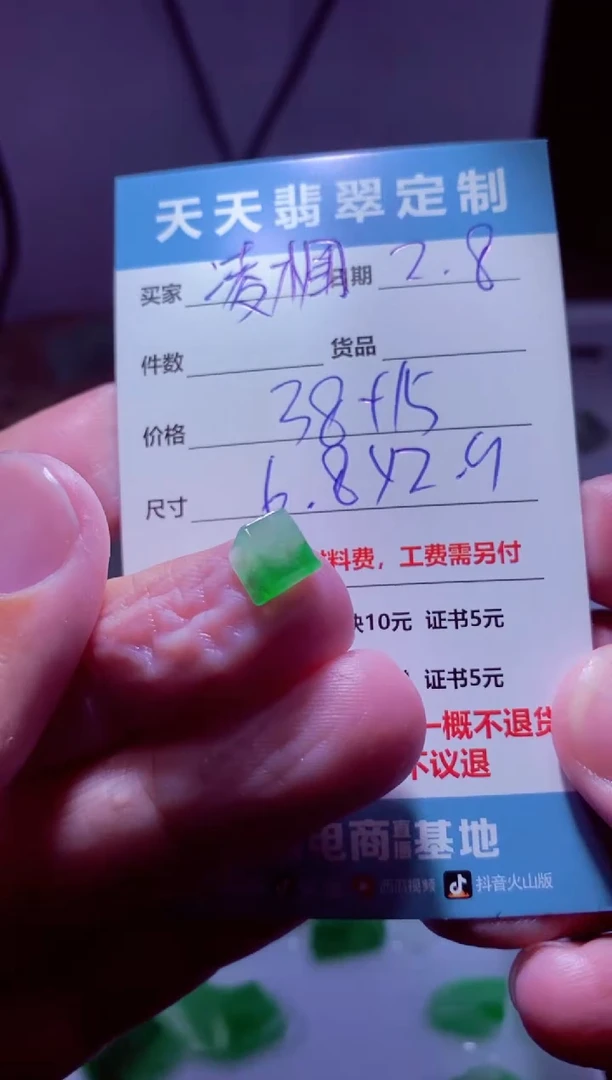 天天翡翠定制
买家 凌桐 日期 2.8
件数 货品
价格 38+15
尺寸 6.8×2.9
料费，工费需另付
10元 证书5元
证书5元
一概不退货
不议退
电商直播基地
西瓜视频 抖音火山版